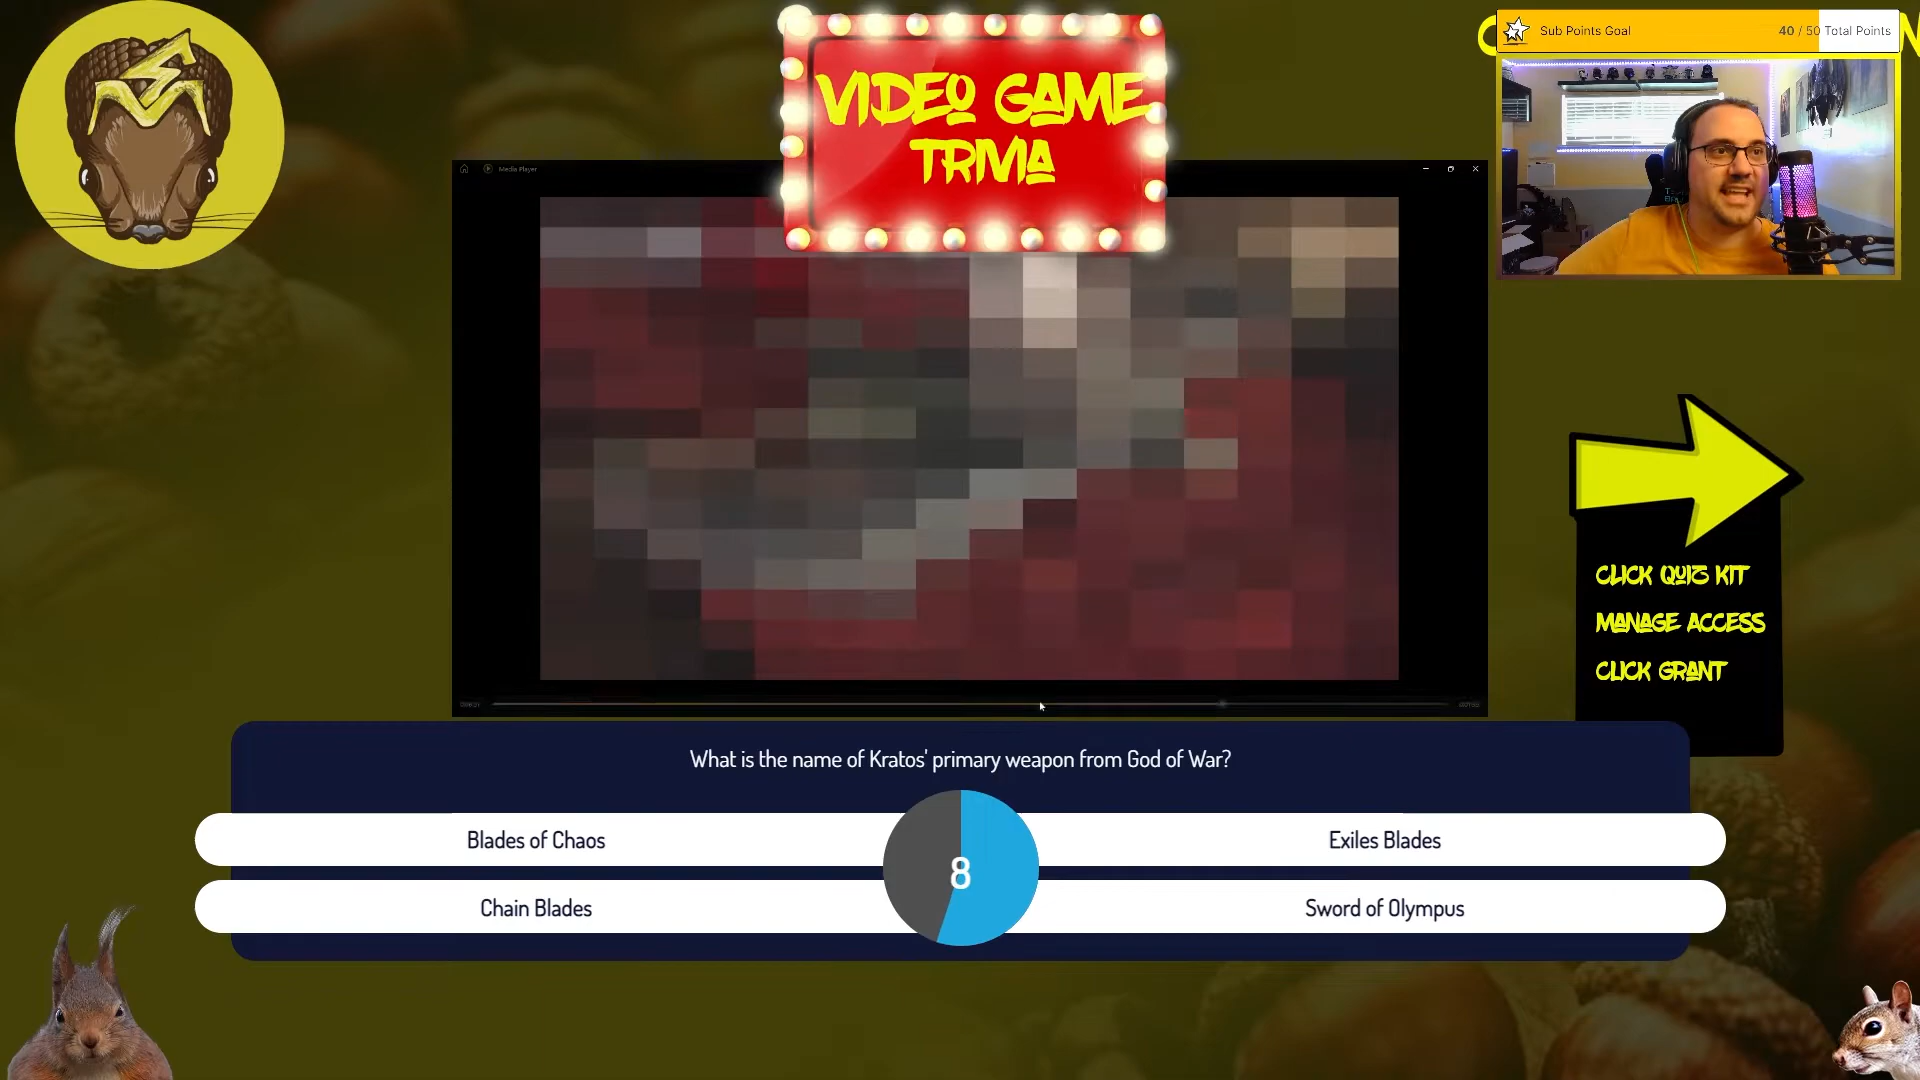 Sub Points Goal
40 / 50 Total Points
VIDEO GAME
TRIVIA
Media Player
CLICK QUIZ KIT
MANAGE ACCESS
CLICK GRANT
What is the name of Kratos' primary weapon from God of War?
Blades of Chaos
Exiles Blades
8
Chain Blades
Sword of Olympus